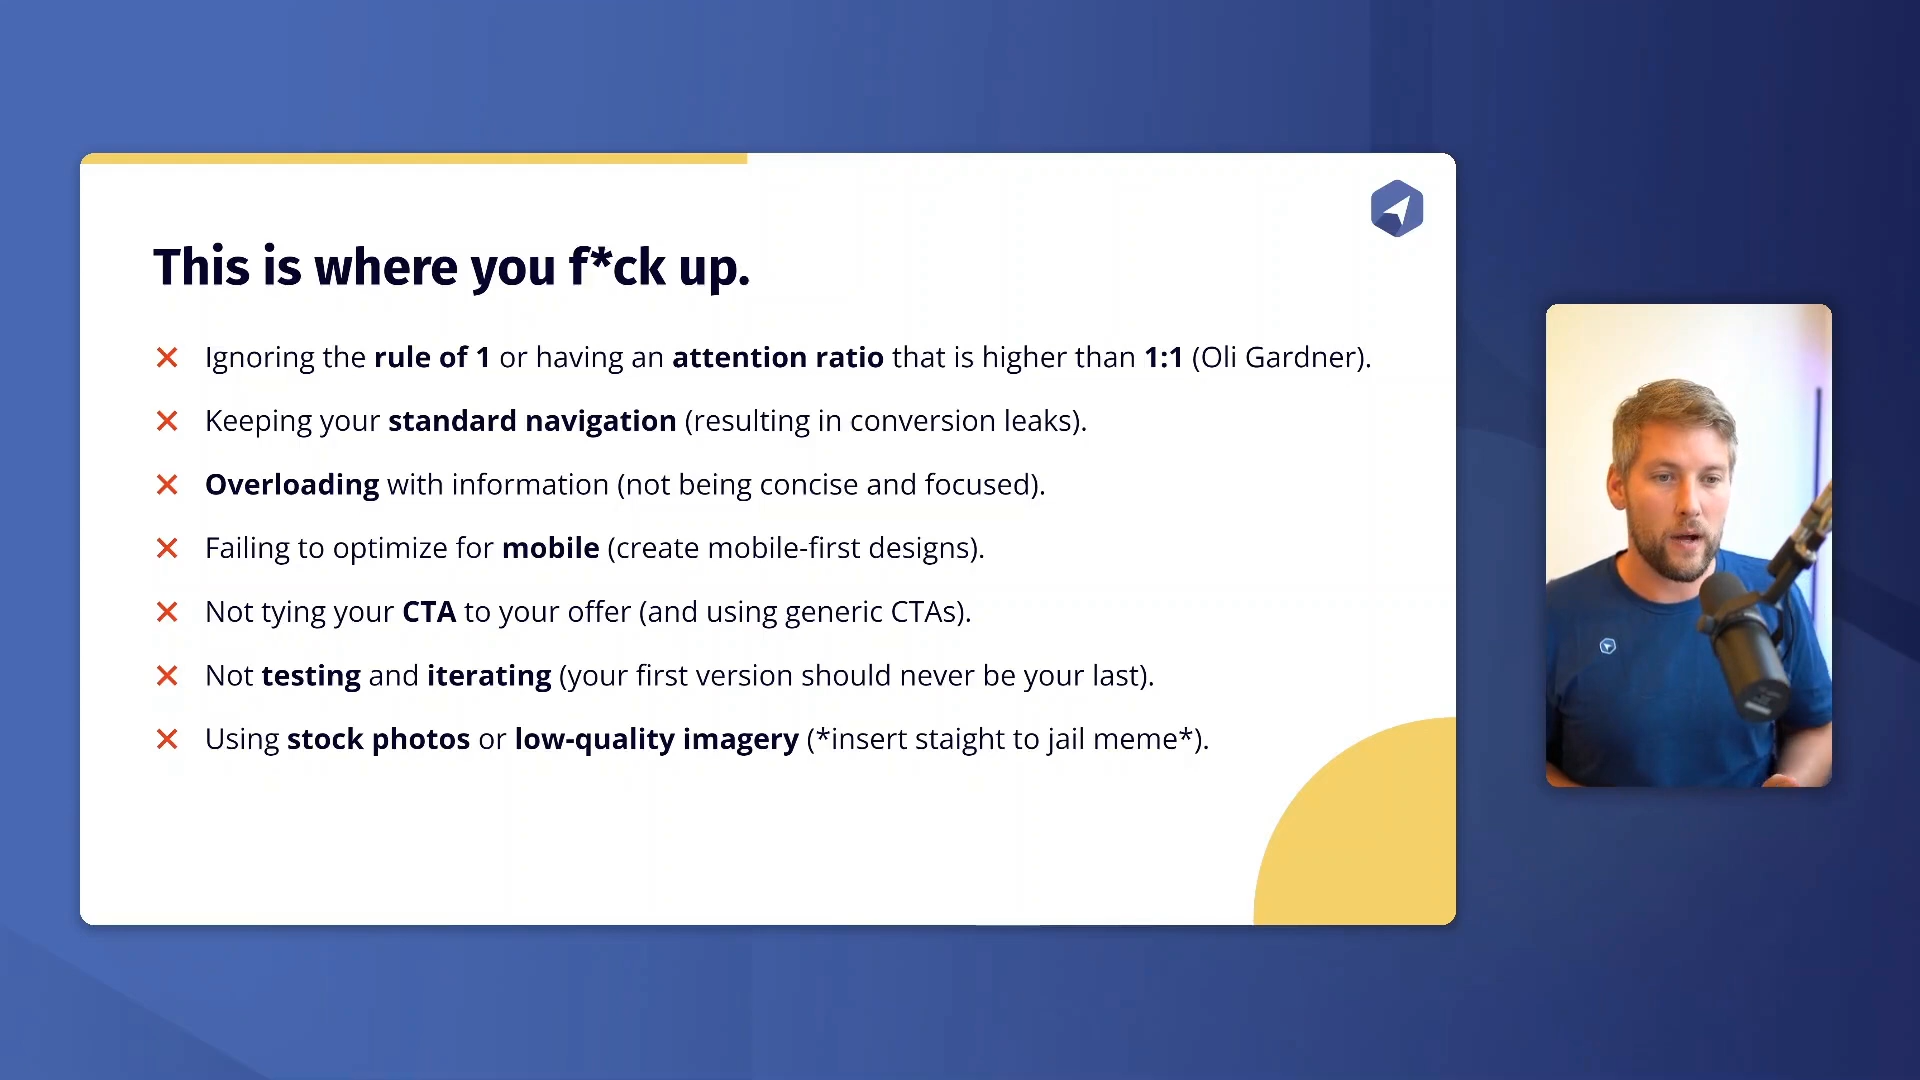 This is where you f*ck up.
Ignoring the rule of 1 or having an attention ratio that is higher than 1:1 (Oli Gardner).
Keeping your standard navigation (resulting in conversion leaks).
Overloading with information (not being concise and focused).
Failing to optimize for mobile (create mobile-first designs).
Not tying your CTA to your offer (and using generic CTAs).
Not testing and iterating (your first version should never be your last).
Using stock photos or low-quality imagery (*insert staight to jail meme*).